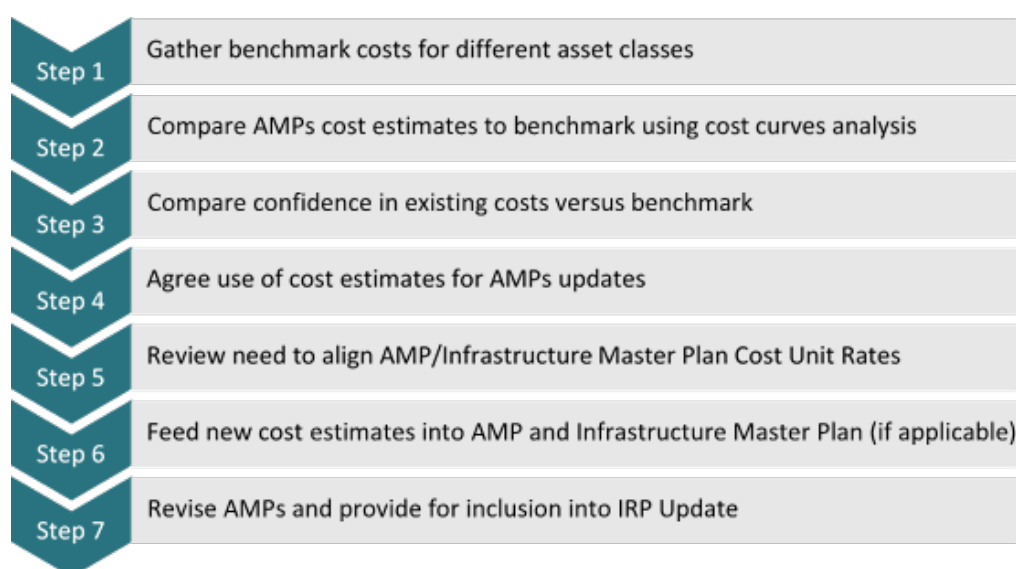 Step 1
Gather benchmark costs for different asset classes
Step 2
Compare AMPs cost estimates to benchmark using cost curves analysis
Step 3
Compare confidence in existing costs versus benchmark
Step 4
Agree use of cost estimates for AMPs updates
Step 5
Review need to align AMP/Infrastructure Master Plan Cost Unit Rates
Step 6
Feed new cost estimates into AMP and Infrastructure Master Plan (if applicable)
Step 7
Revise AMPs and provide for inclusion into IRP Update